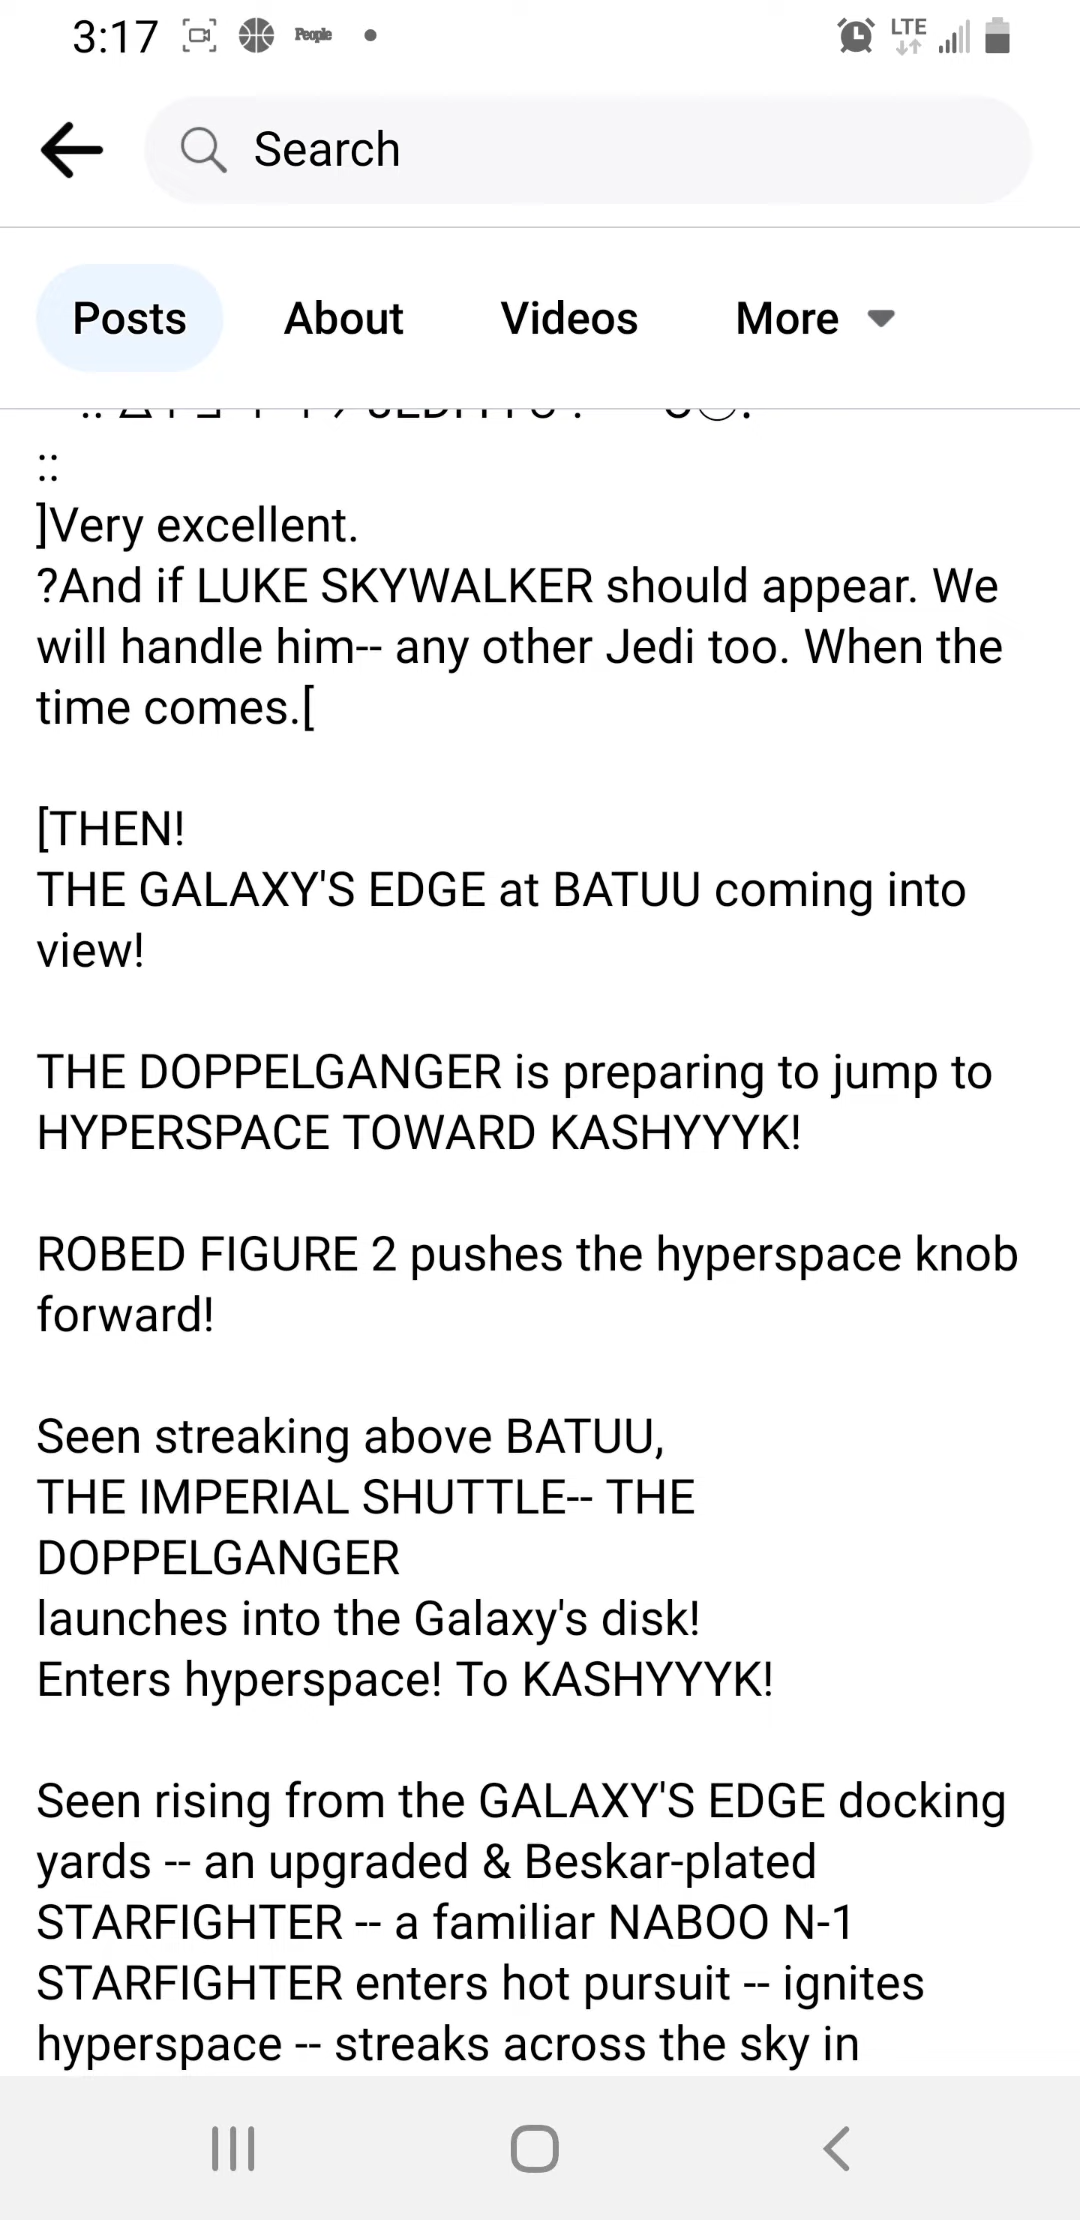 3:17 People LTE
Search
Posts About Videos More
::
]Very excellent.
?And if LUKE SKYWALKER should appear. We
will handle him-- any other Jedi too. When the
time comes.[
[THEN!
THE GALAXY'S EDGE at BATUU coming into
view!
THE DOPPELGANGER is preparing to jump to
HYPERSPACE TOWARD KASHYYYK!
ROBED FIGURE 2 pushes the hyperspace knob
forward!
Seen streaking above BATUU,
THE IMPERIAL SHUTTLE-- THE
DOPPELGANGER
launches into the Galaxy's disk!
Enters hyperspace! To KASHYYYK!
Seen rising from the GALAXY'S EDGE docking
yards -- an upgraded & Beskar-plated
STARFIGHTER -- a familiar NABOO N-1
STARFIGHTER enters hot pursuit -- ignites
hyperspace -- streaks across the sky in